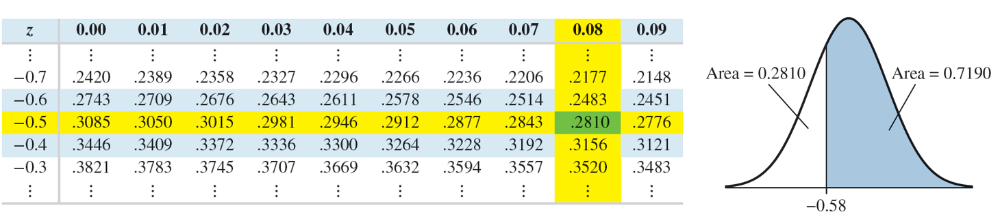 z 0.00 0.01 0.02 0.03 0.04 0.05 0.06 0.07 0.08 0.09
⋮ ⋮ ⋮ ⋮ ⋮ ⋮ ⋮ ⋮ ⋮ ⋮ ⋮
−0.7 .2420 .2389 .2358 .2327 .2296 .2266 .2236 .2206 .2177 .2148
−0.6 .2743 .2709 .2676 .2643 .2611 .2578 .2546 .2514 .2483 .2451
−0.5 .3085 .3050 .3015 .2981 .2946 .2912 .2877 .2843 .2810 .2776
−0.4 .3446 .3409 .3372 .3336 .3300 .3264 .3228 .3192 .3156 .3121
−0.3 .3821 .3783 .3745 .3707 .3669 .3632 .3594 .3557 .3520 .3483
⋮ ⋮ ⋮ ⋮ ⋮ ⋮ ⋮ ⋮ ⋮ ⋮ ⋮
Area = 0.2810
Area = 0.7190
−0.58